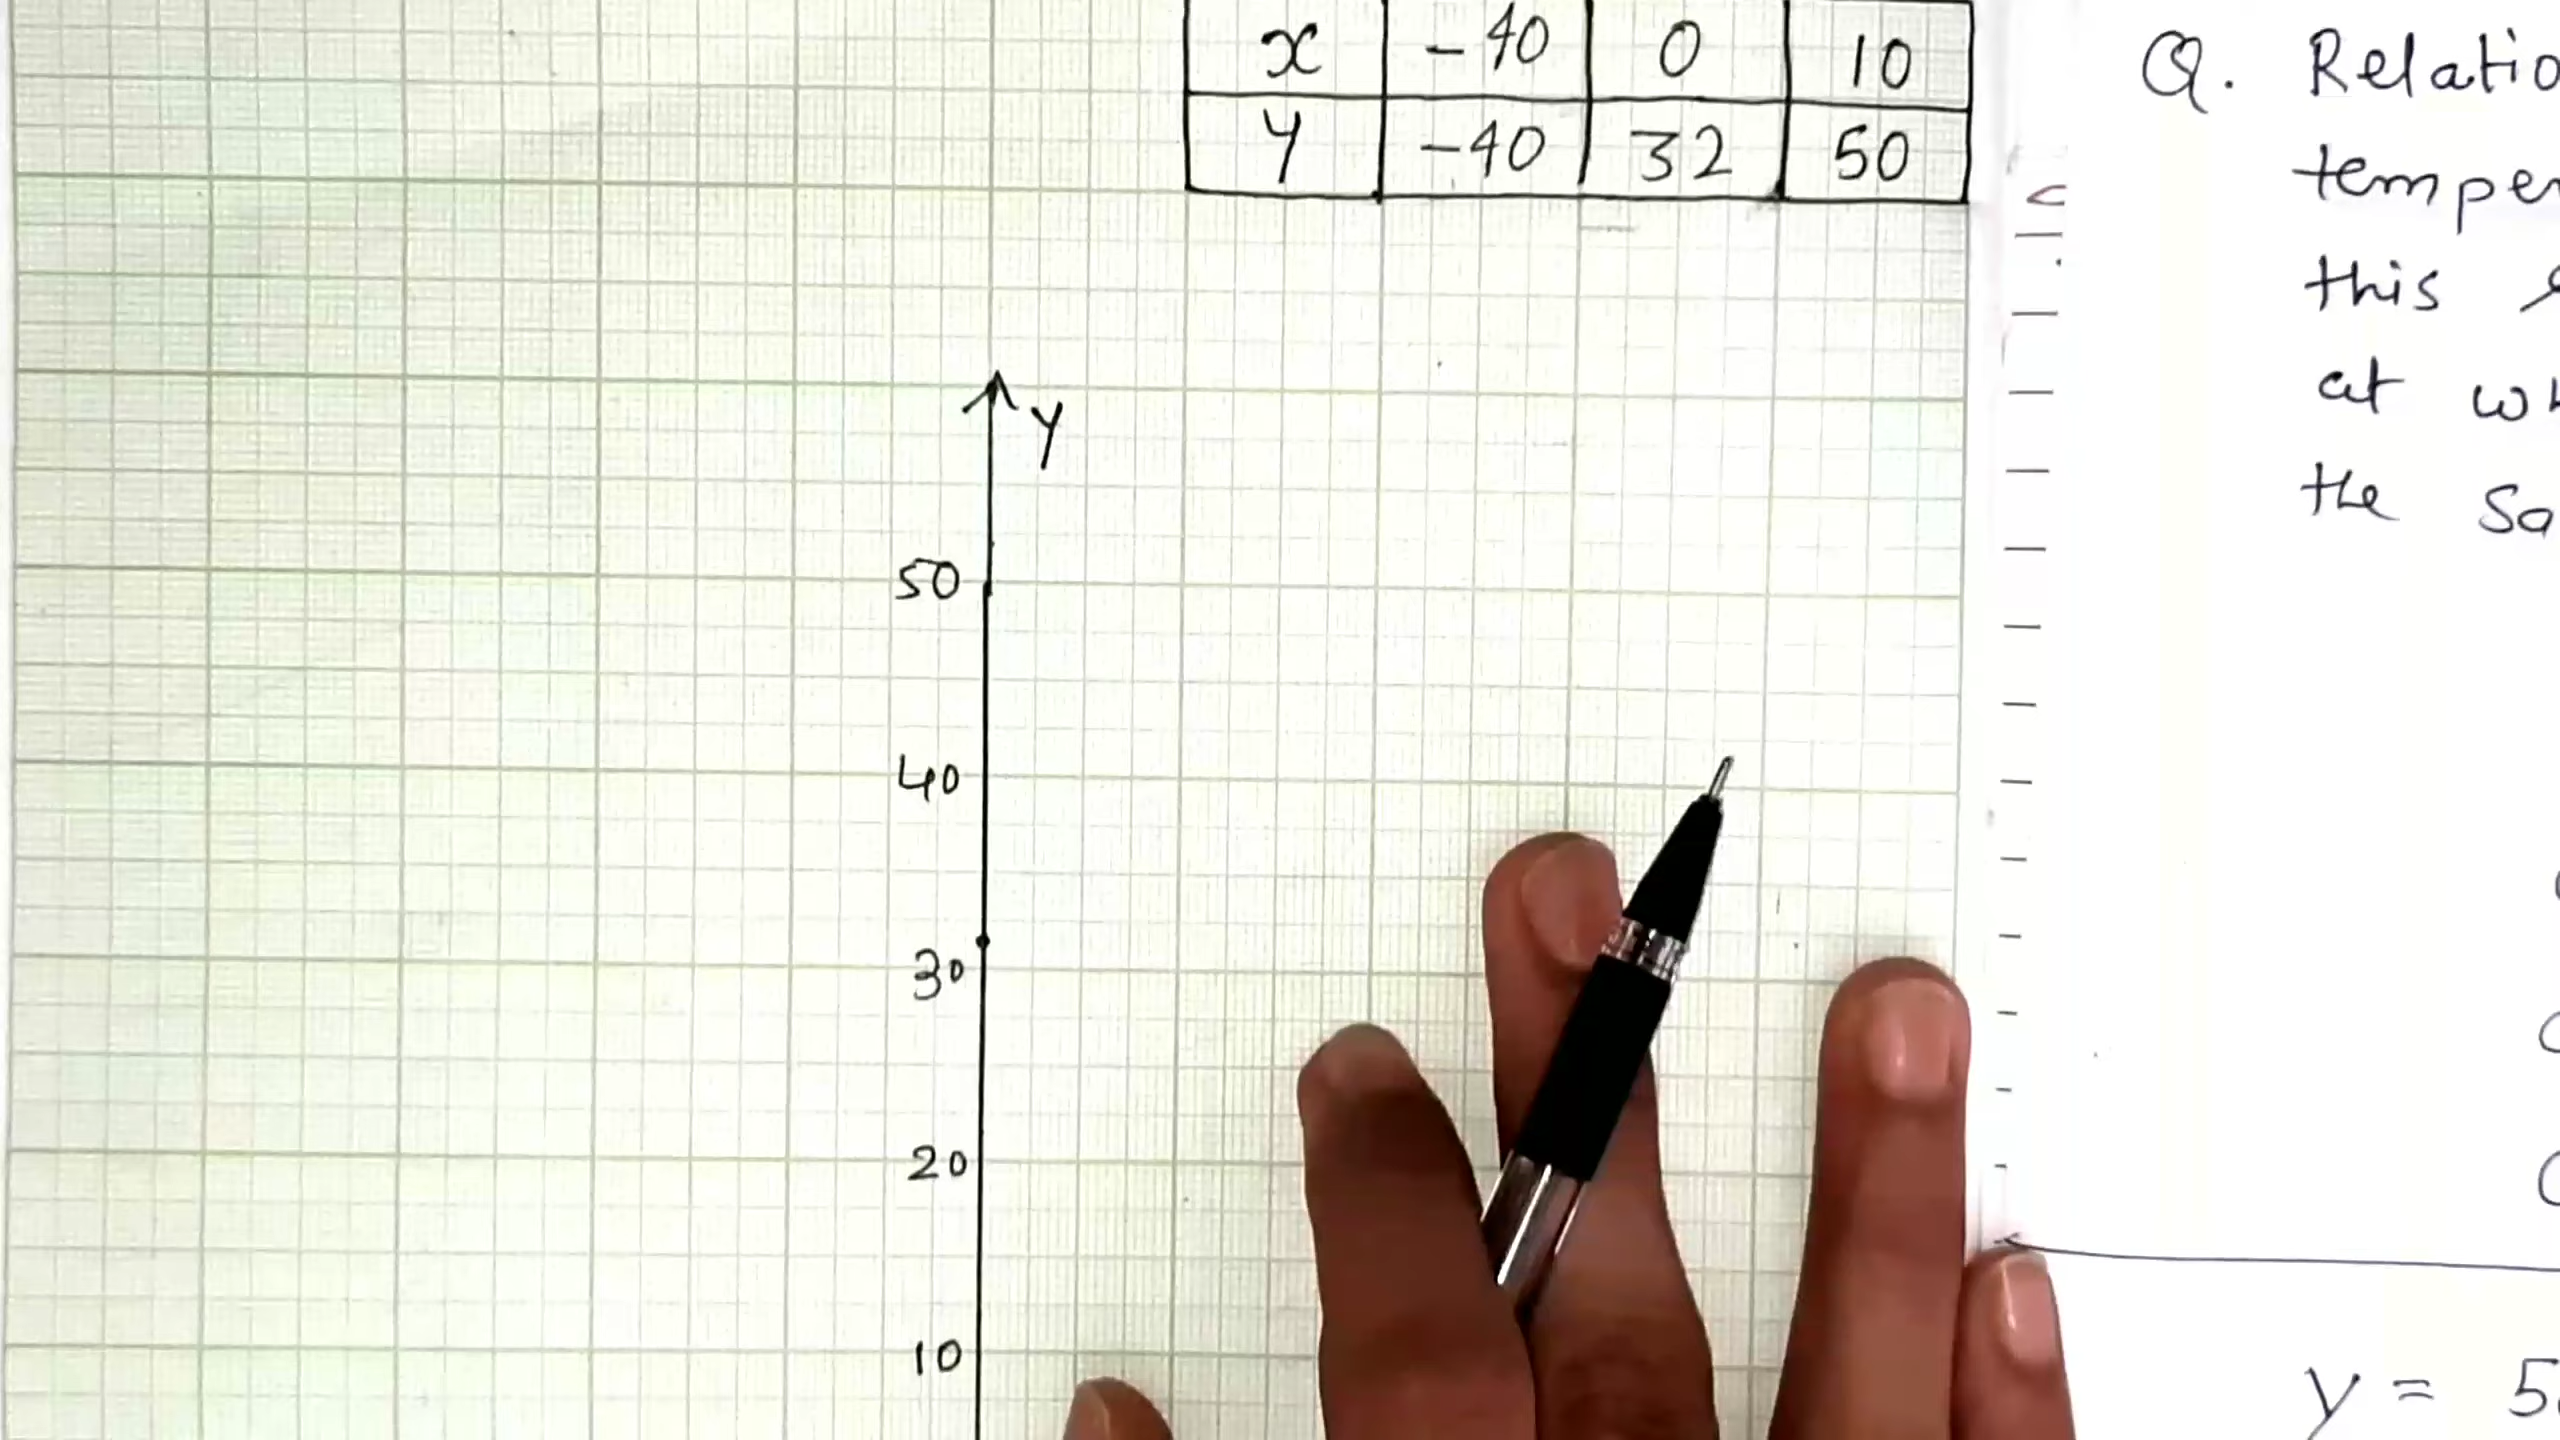 x -40 0 10
y -40 32 50
y
50
40
30
20
10
Q. Relatio
temper
this
at wh
the Sa
y = 5